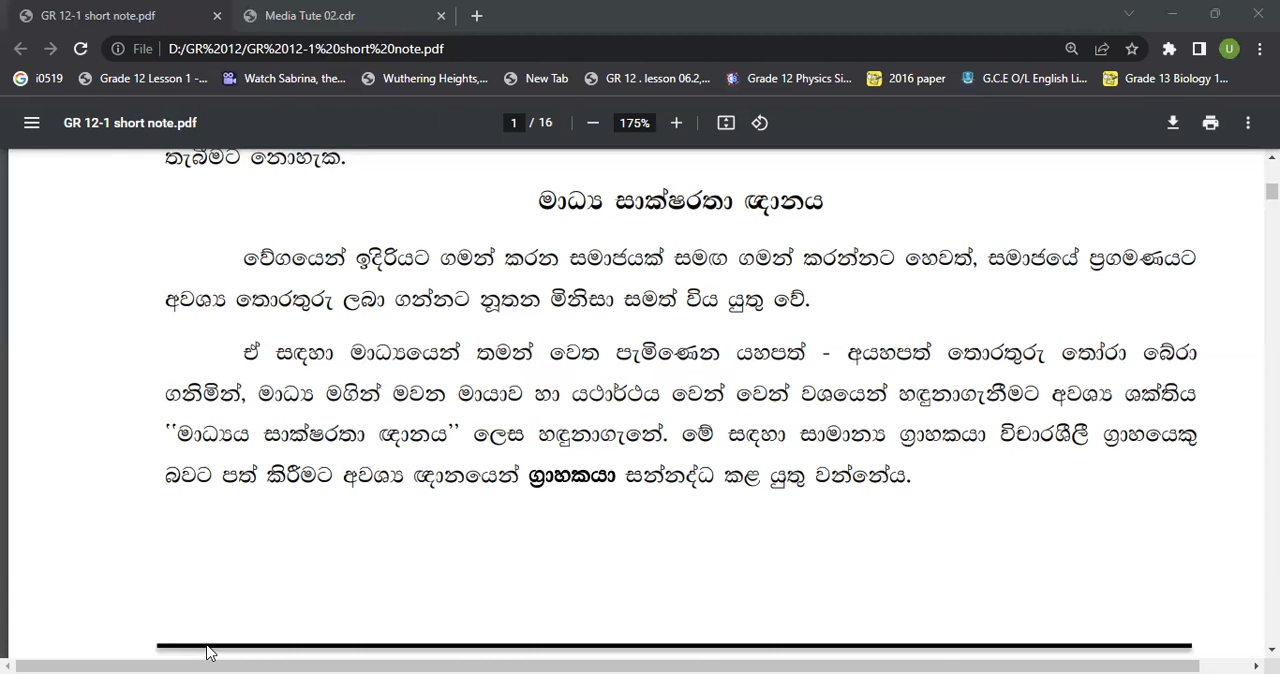 GR 12-1 short note.pdf
Media Tute 02.cdr
File
D:/GR%2012/GR%2012-1%20short%20note.pdf
U
i0519
Grade 12 Lesson 1 -...
Watch Sabrina, the...
Wuthering Heights,...
New Tab
GR 12 . lesson 06.2,...
Grade 12 Physics Si...
2016 paper
G.C.E O/L English Li...
Grade 13 Biology 1...
GR 12-1 short note.pdf
1 / 16
175%
තැබීමට නොහැක.
මාධ්‍ය සාක්ෂරතා ඥානය
වේගයෙන් ඉදිරියට ගමන් කරන සමාජයක් සමඟ ගමන් කරන්නට හෙවත්, සමාජයේ ප්‍රගමණයට
අවශ්‍ය තොරතුරු ලබා ගන්නට නූතන මිනිසා සමත් විය යුතු වේ.
ඒ සඳහා මාධ්‍යයෙන් තමන් වෙත පැමිණෙන යහපත් - අයහපත් තොරතුරු තෝරා බේරා
ගනිමින්, මාධ්‍ය මගින් මවන මායාව හා යථාර්ථය වෙන් වෙන් වශයෙන් හඳුනාගැනීමට අවශ්‍ය ශක්තිය
‘‘මාධ්‍යය සාක්ෂරතා ඥානය’’ ලෙස හඳුනාගැනේ. මේ සඳහා සාමාන්‍ය ග්‍රාහකයා විචාරශීලී ග්‍රාහයෙකු
බවට පත් කිරීමට අවශ්‍ය ඥානයෙන් ග්‍රාහකයා සන්නද්ධ කළ යුතු වන්නේය.